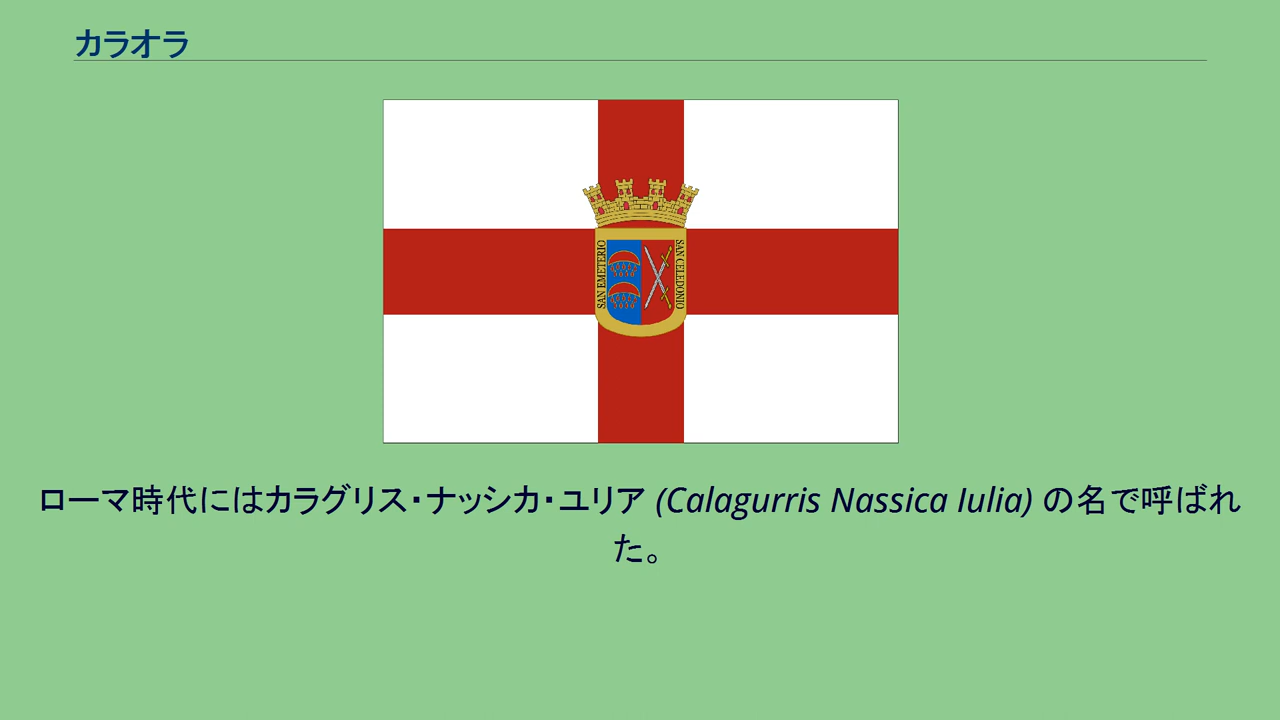 カラオラ
SAN EMETERIO
SAN CELEDONIO
ローマ時代にはカラグリス・ナッシカ・ユリア (Calagurris Nassica Iulia) の名で呼ばれ
た。